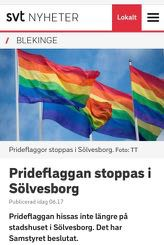 svt NYHETER
Lokalt
/ BLEKINGE
Prideflaggor stoppas i Sölvesborg. Foto: TT
Prideflaggan stoppas i
Sölvesborg
Publicerad idag 06.17
Prideflaggan hissas inte längre på
stadshuset i Sölvesborg. Det har
Samstyret beslutat.